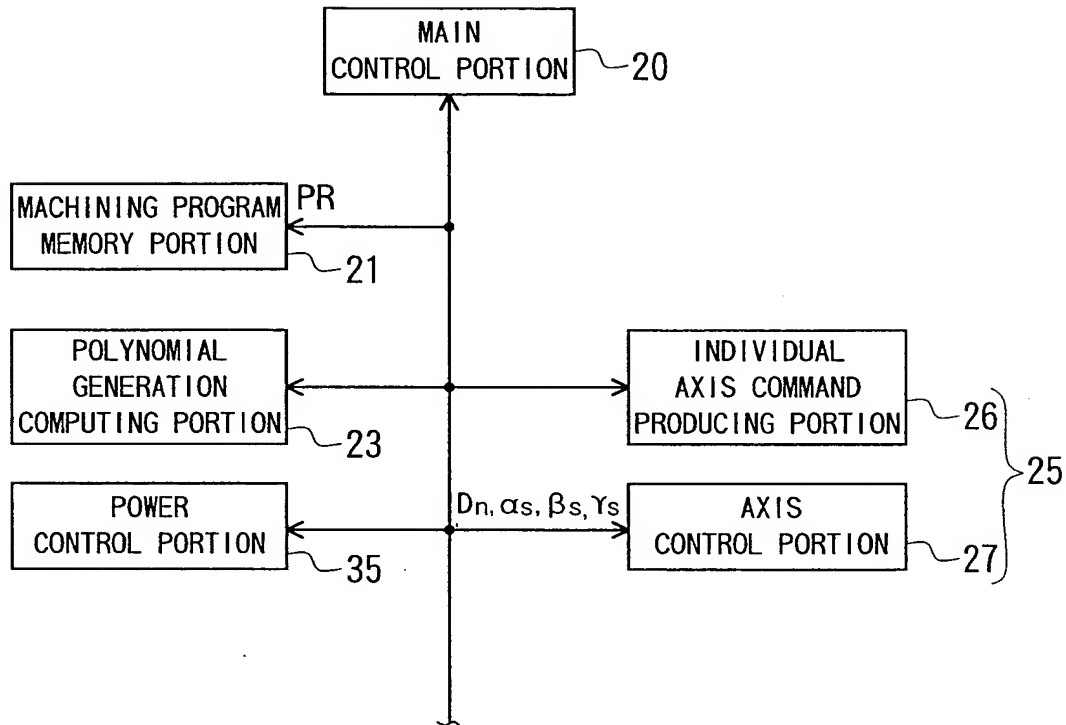 MAIN
CONTROL PORTION
20
MACHINING PROGRAM
MEMORY PORTION
PR
21
POLYNOMIAL
GENERATION
COMPUTING PORTION
23
INDIVIDUAL
AXIS COMMAND
PRODUCING PORTION
26
25
POWER
CONTROL PORTION
35
Dn, αs, βs, γs
AXIS
CONTROL PORTION
27